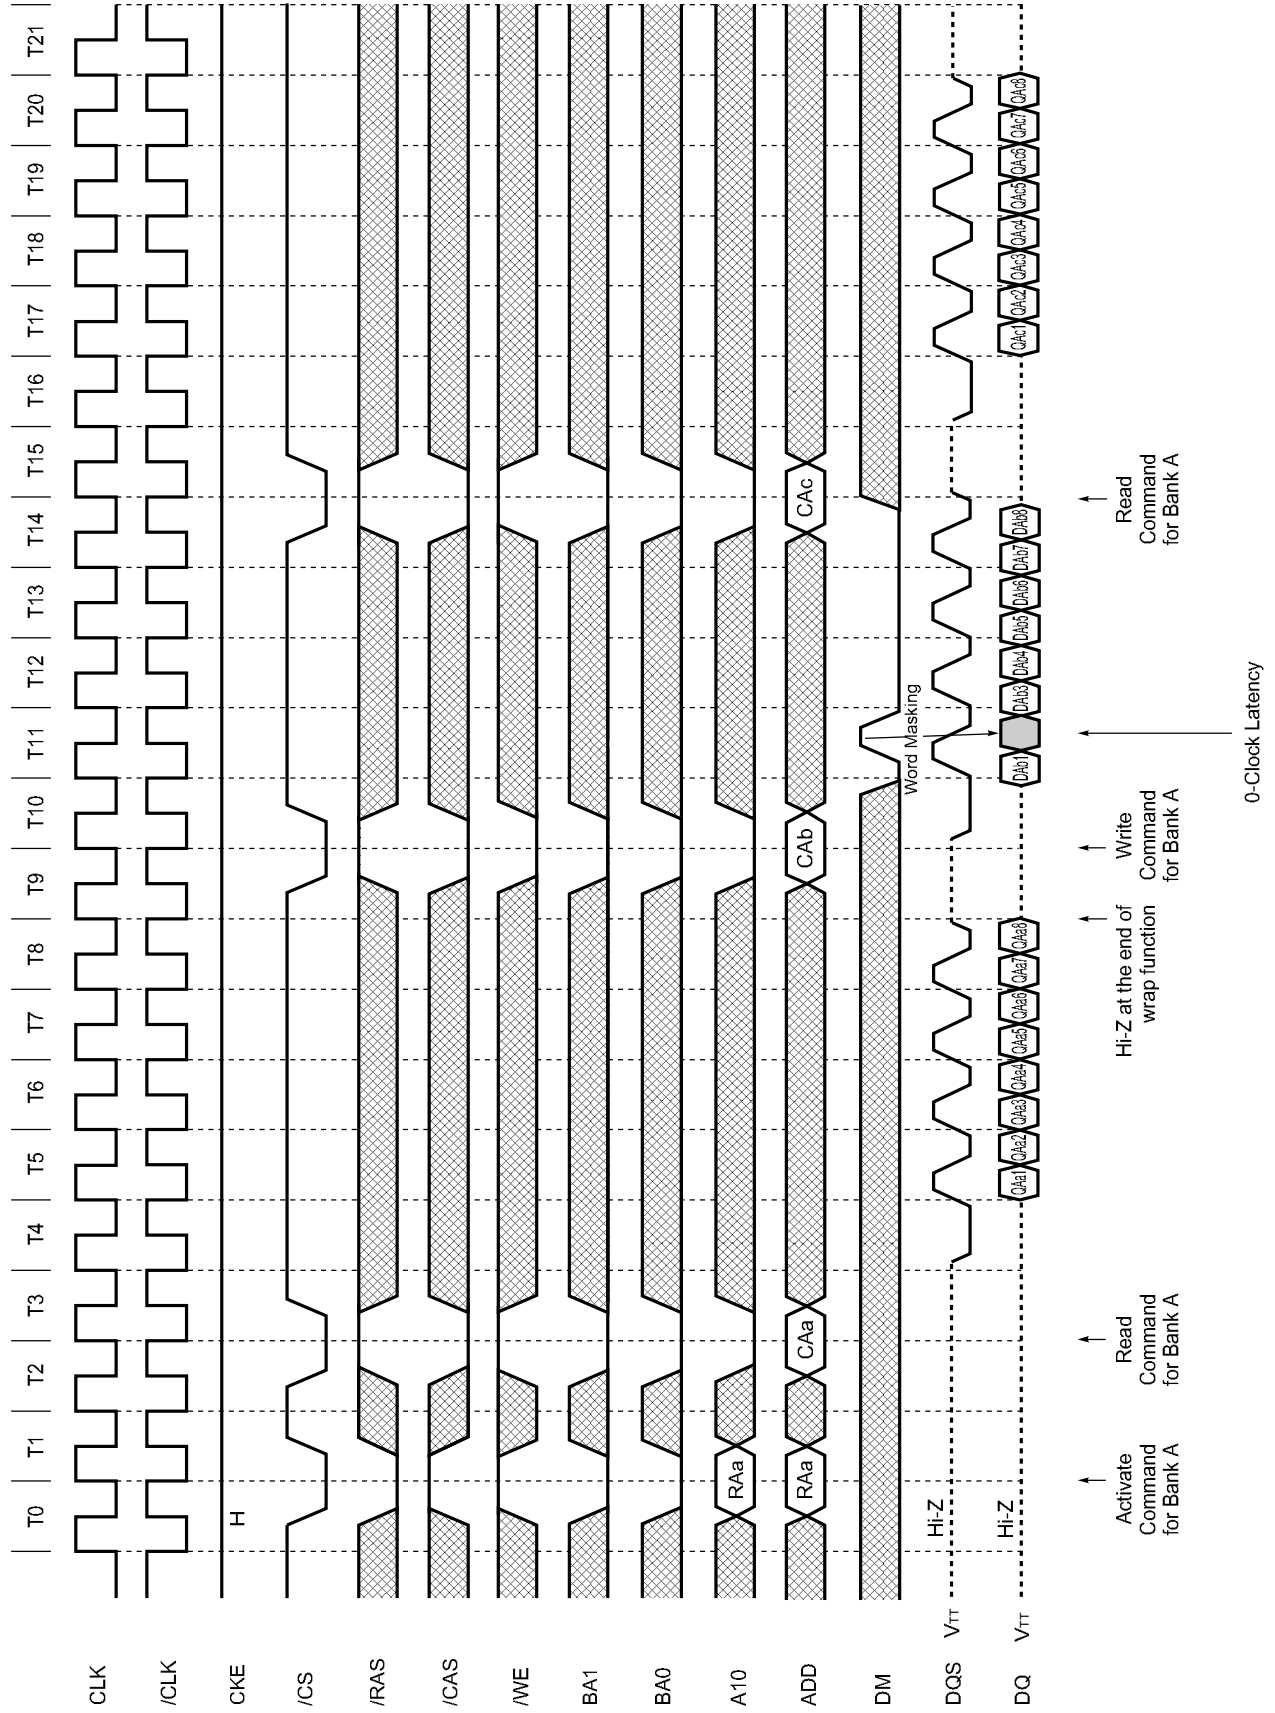 T0 T1 T2 T3 T4 T5 T6 T7 T8 T9 T10 T11 T12 T13 T14 T15 T16 T17 T18 T19 T20 T21
CLK
/CLK
CKE H
/CS
/RAS
/CAS
/WE
BA1
BA0
A10 RAa
ADD RAa CAa CAb CAc
DM
Word Masking
DQS VTT Hi-Z
DQ VTT Hi-Z QAa1 QAa2 QAa3 QAa4 QAa5 QAa6 QAa7 QAa8 DAb1 DAb3 DAb4 DAb5 DAb6 DAb7 DAb8 QAc1 QAc2 QAc3 QAc4 QAc5 QAc6 QAc7 QAc8
Activate
Command
for Bank A
Read
Command
for Bank A
Hi-Z at the end of
wrap function
Write
Command
for Bank A
0-Clock Latency
Read
Command
for Bank A